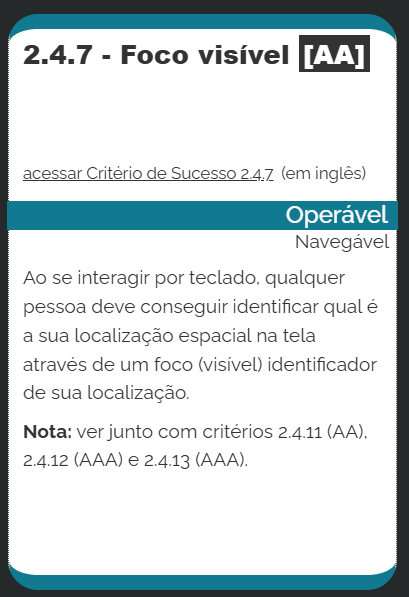 2.4.7 - Foco visível [AA]
acessar Critério de Sucesso 2.4.7 (em inglês)
Operável
Navegável
Ao se interagir por teclado, qualquer
pessoa deve conseguir identificar qual é
a sua localização espacial na tela
através de um foco (visível) identificador
de sua localização.
Nota: ver junto com critérios 2.4.11 (AA),
2.4.12 (AAA) e 2.4.13 (AAA).